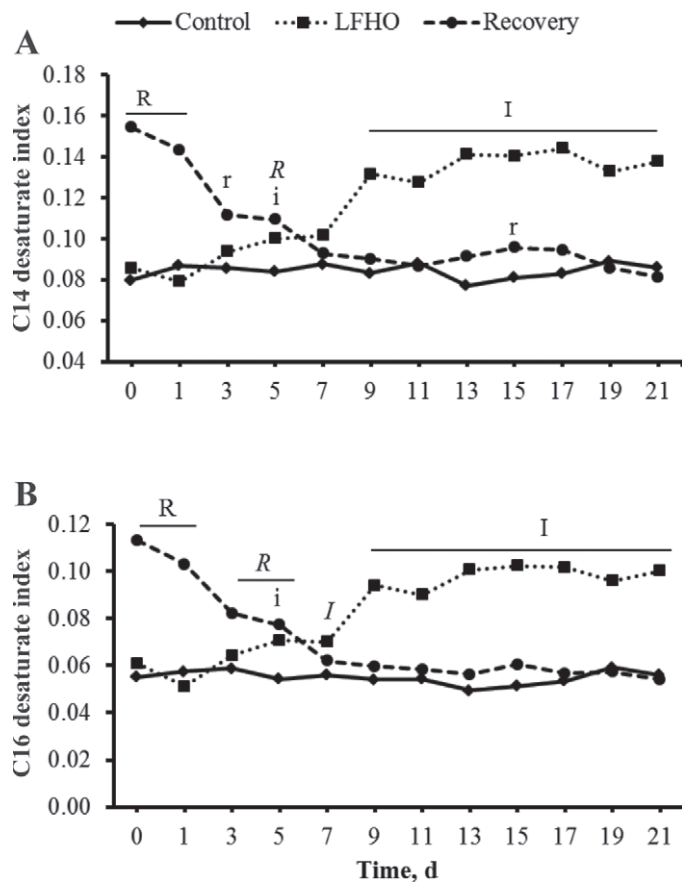 Control LFHO Recovery
A
C14 desaturate index
0.18
R
I
0.16
0.14
R
r
i
0.12
r
0.10
0.08
0.06
0.04
0 1 3 5 7 9 11 13 15 17 19 21
B
C16 desaturate index
0.12
R
I
0.10
R
i
I
0.08
0.06
0.04
0.02
0.00
0 1 3 5 7 9 11 13 15 17 19 21
Time, d